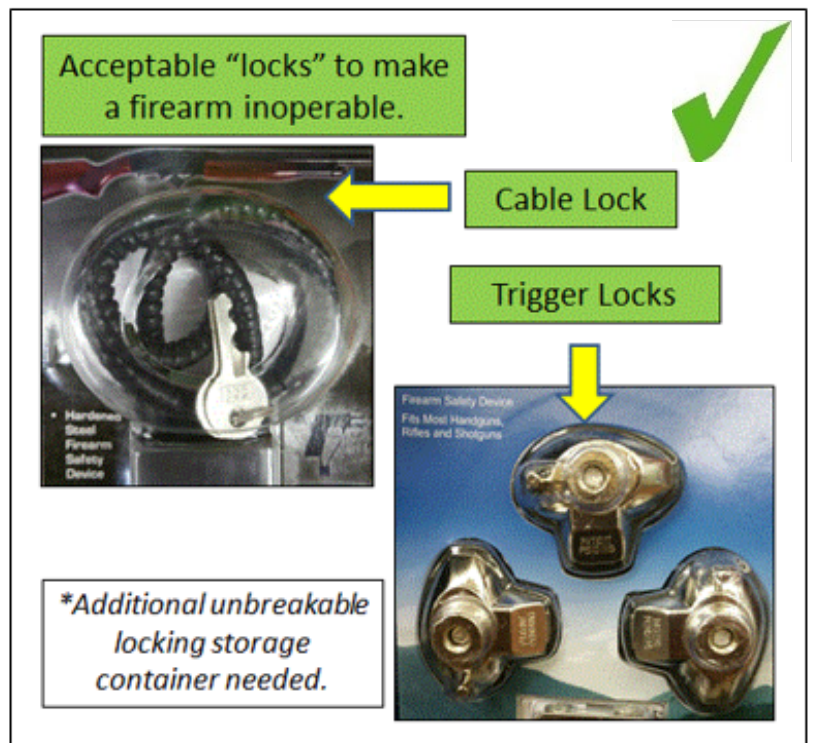 Acceptable “locks” to make
a firearm inoperable.
Cable Lock
Trigger Locks
• Hardened
Steel
Firearm
Safety
Device
Firearm Safety Device
Fits Most Handguns,
Rifles and Shotguns
*Additional unbreakable
locking storage
container needed.